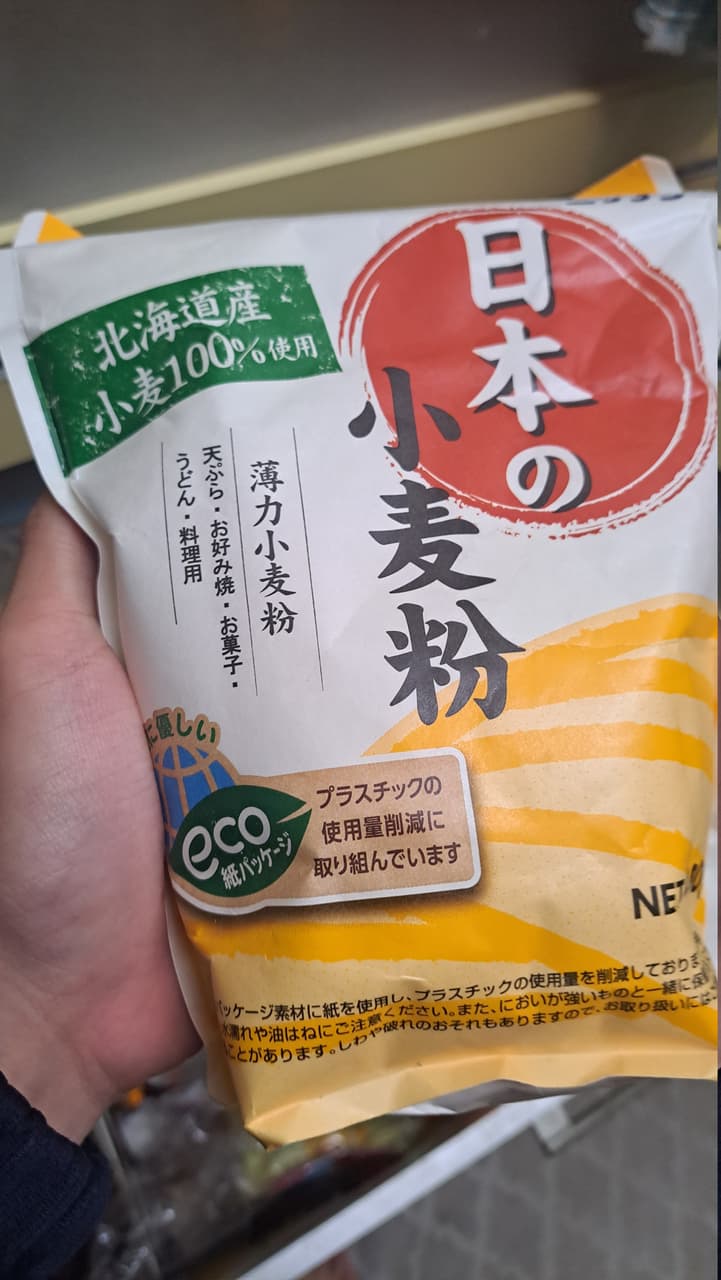 日本の
小麦粉
北海道産
小麦100%使用
薄力小麦粉
天ぷら・お好み焼・お菓子・
うどん・料理用
に優しい
eco
紙パッケージ
プラスチックの
使用量削減に
取り組んでいます
NET
パッケージ素材に紙を使用し、プラスチックの使用量を削減しておりま
水濡れや油はねにご注意ください。また、においが強いものと一緒に保
ことがあります。しわや破れのおそれもありますので、お取り扱いには